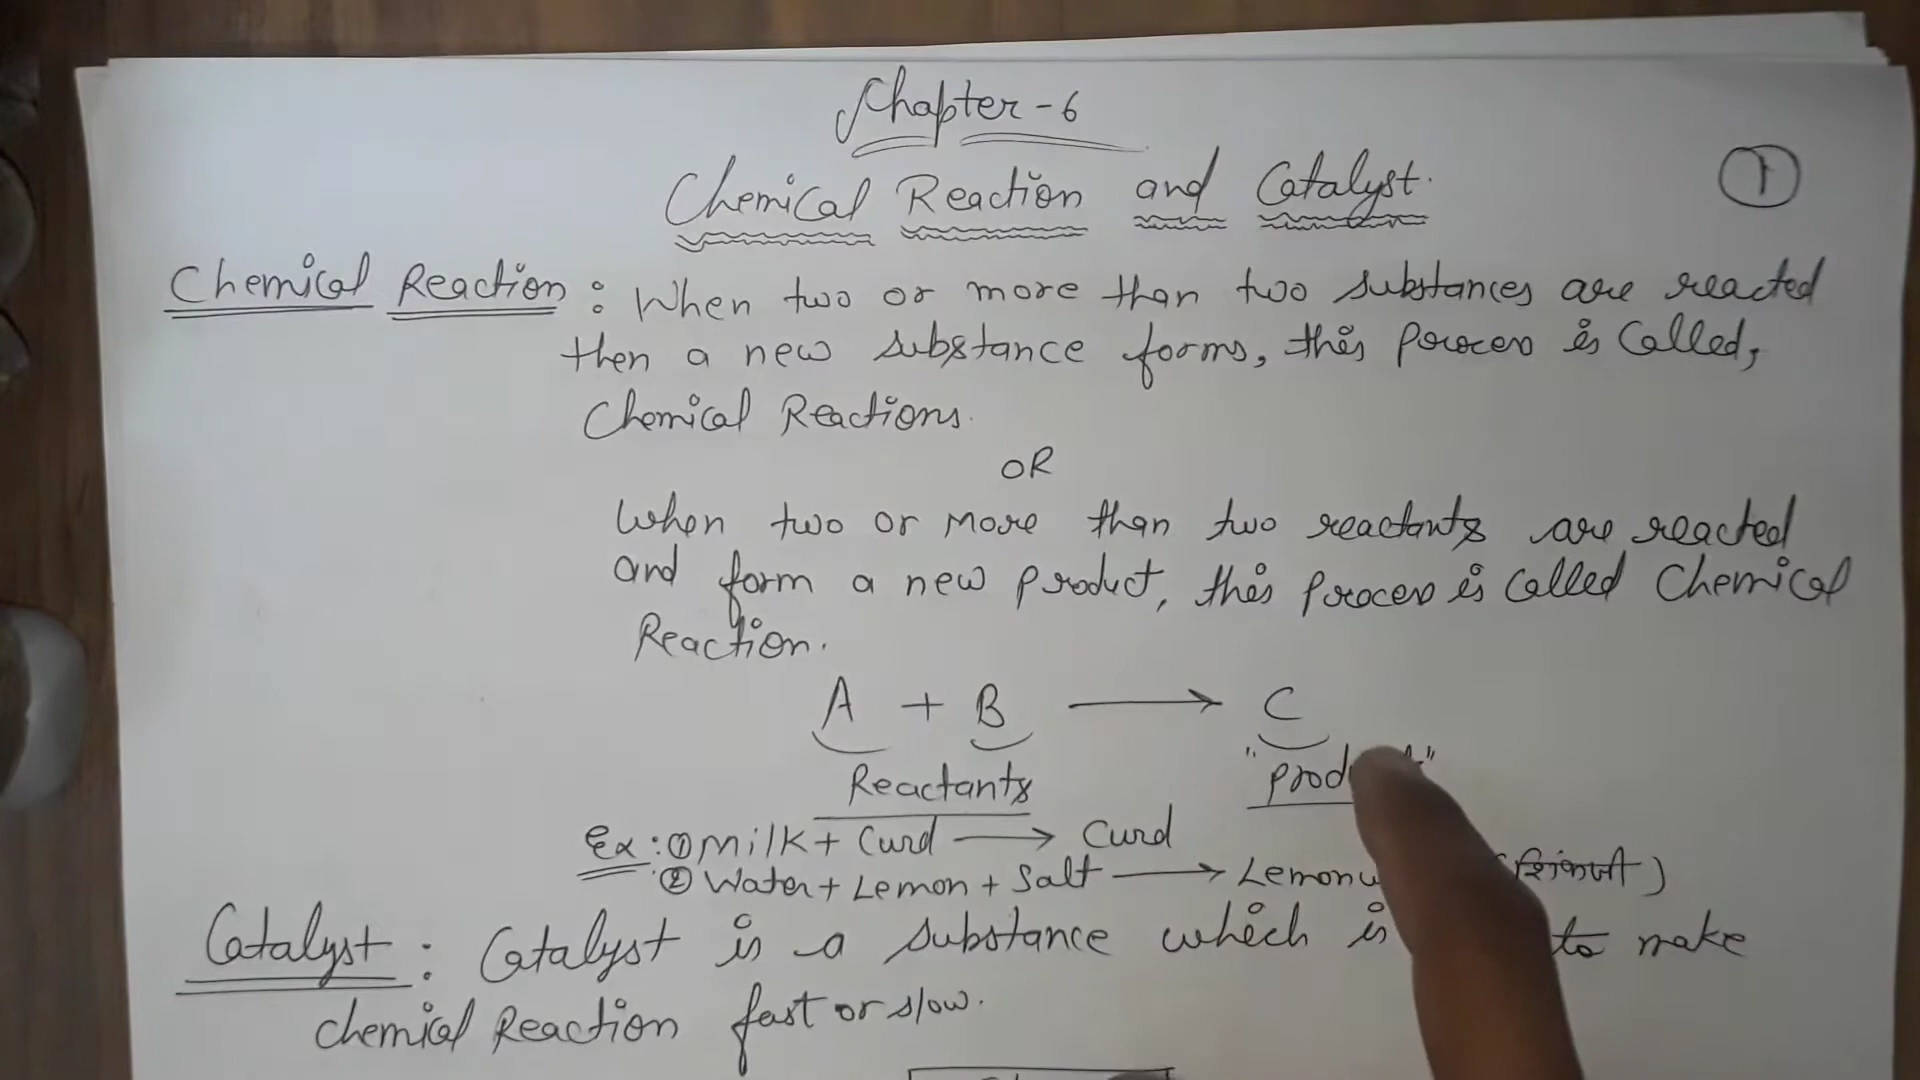 Chapter-6
Chemical Reaction and Catalyst.
1
Chemical Reaction: When two or more than two substances are reacted
then a new substance forms, this process is called,
Chemical Reactions.
OR
When two or more than two reactants are reacted
and form a new product, this process is called Chemical
Reaction.
A + B → C
Reactants
Ex: ① Milk + Curd → Curd
② Water + Lemon + Salt → )
Catalyst: Catalyst is a substance which is to make
chemical Reaction fast or slow.